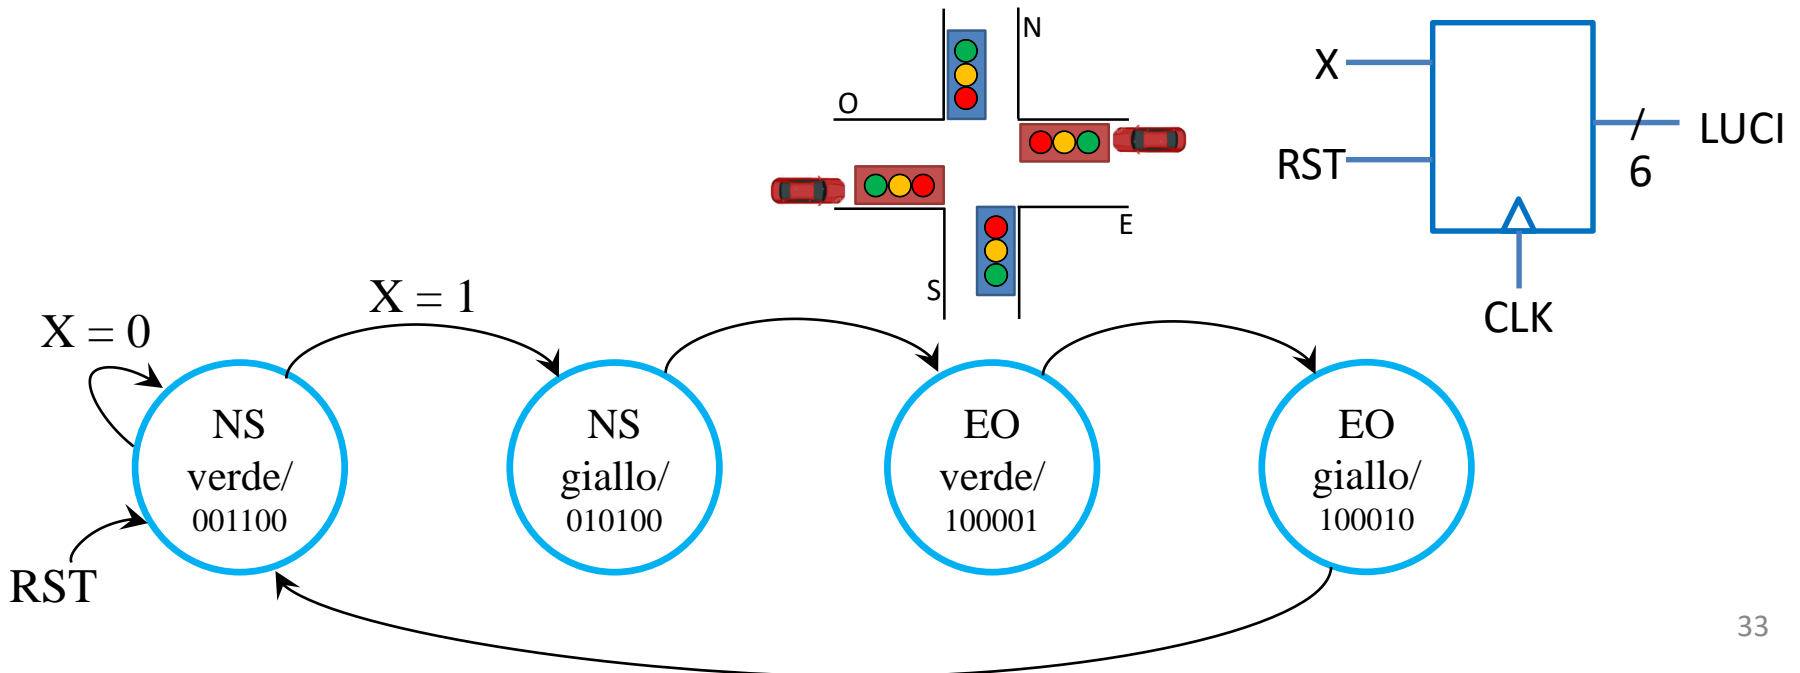 N
O
E
S
X
RST
/
6
LUCI
CLK
X = 0
X = 1
RST
NS
verde/
001100
NS
giallo/
010100
EO
verde/
100001
EO
giallo/
100010
33